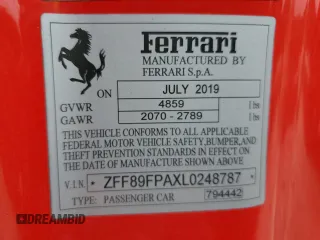 Ferrari
MANUFACTURED BY
FERRARI S.p.A.
ON JULY 2019
GVWR 4859 lbs
GAWR 2070 - 2789 lbs
THIS VEHICLE CONFORMS TO ALL APPLICABLE
FEDERAL MOTOR VEHICLE SAFETY, BUMPER, AND
THEFT PREVENTION STANDARDS IN EFFECT ON
THE DATE OF MANUFACTURE SHOWN ABOVE
V.I.N. * ZFF89FPAXL0248787 *
TYPE: PASSENGER CAR 794442
DREAMBID